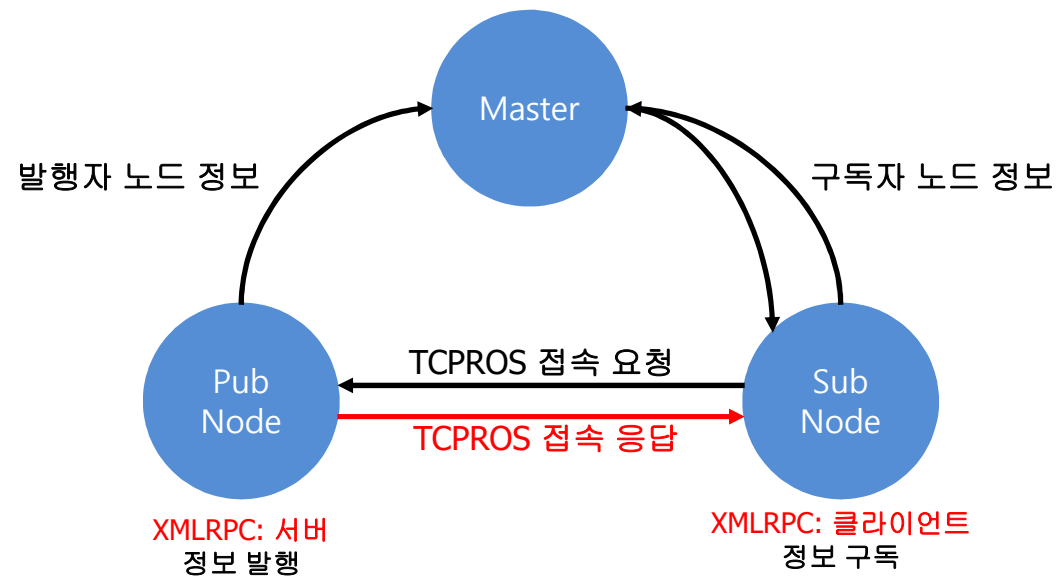 Master
발행자 노드 정보
구독자 노드 정보
TCPROS 접속 요청
Pub
Node
Sub
Node
TCPROS 접속 응답
XMLRPC: 서버
정보 발행
XMLRPC: 클라이언트
정보 구독